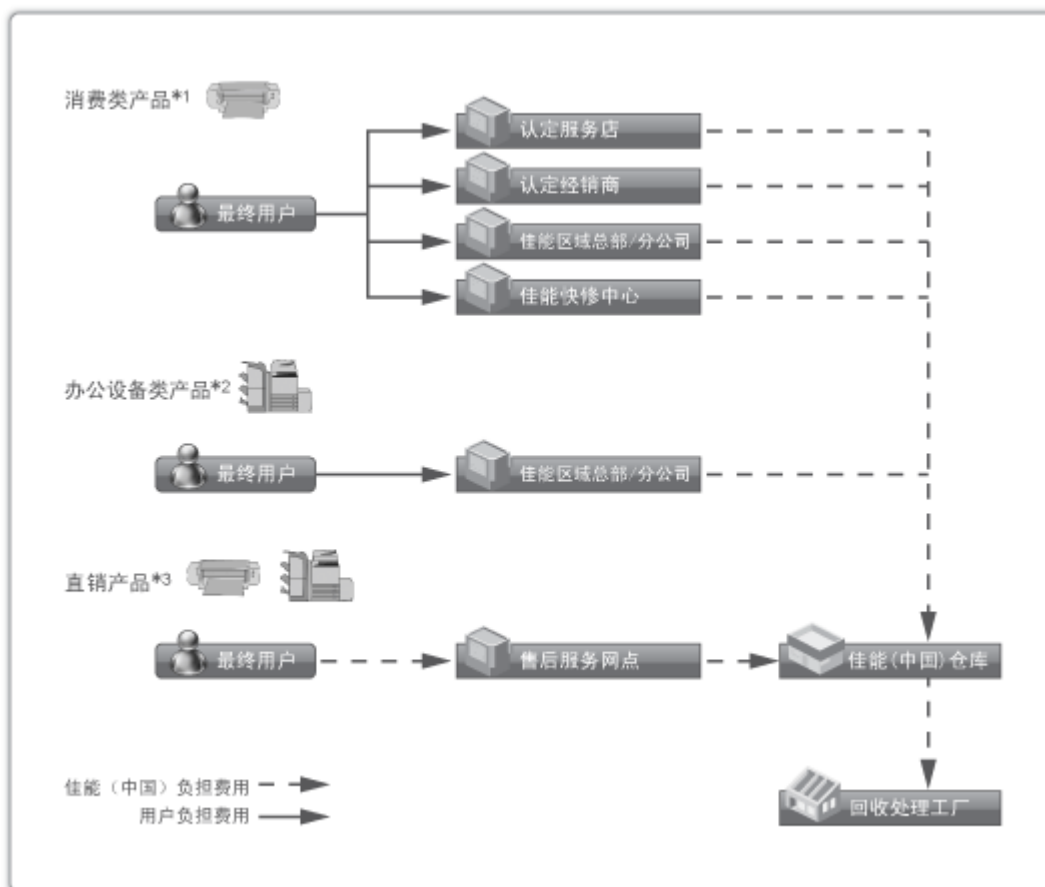 消费类产品*1
认定服务店
认定经销商
最终用户
佳能区域总部/分公司
佳能快修中心
办公设备类产品*2
最终用户
佳能区域总部/分公司
直销产品*3
最终用户
售后服务网点
佳能(中国)仓库
佳能（中国）负担费用
用户负担费用
回收处理工厂